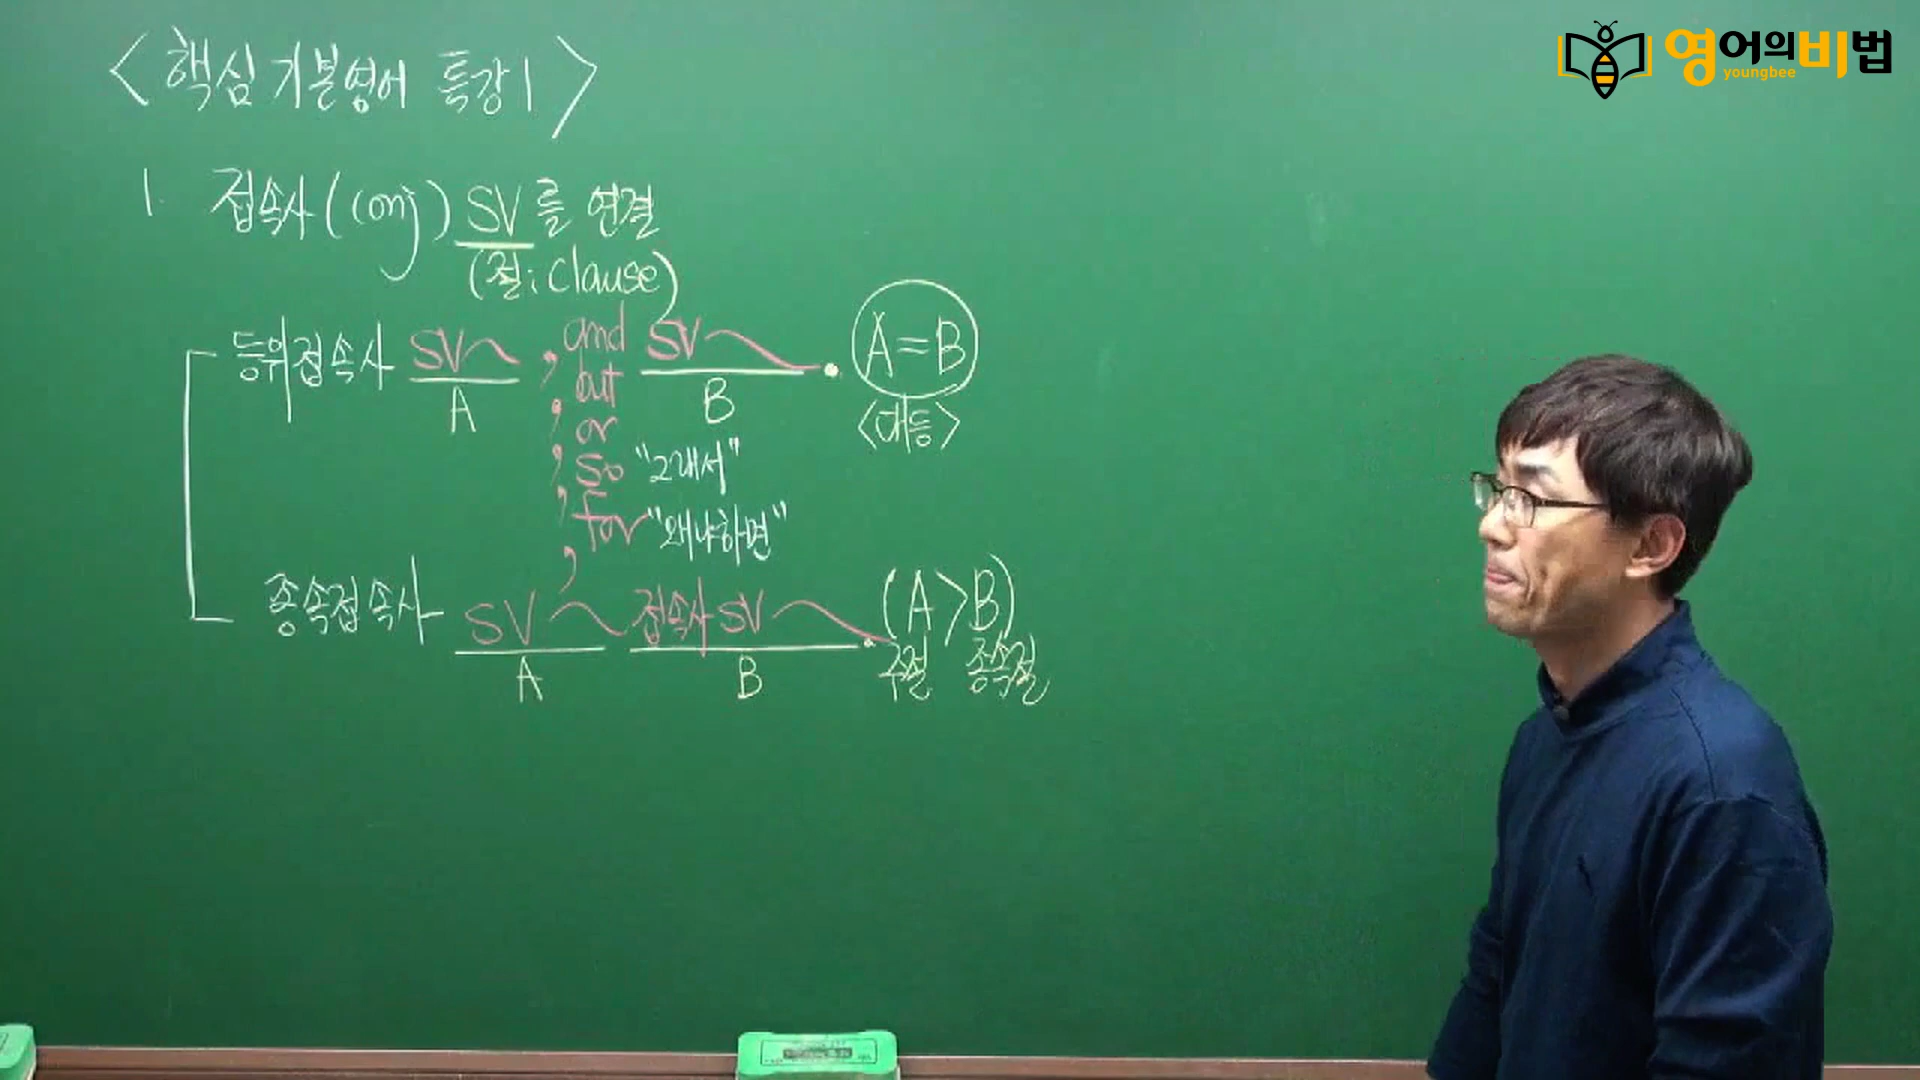 영어의비법
youngbee
<핵심 기본영어 특강1>
1. 접속사(conj) SV를 연결
(절; Clause)
등위접속사 SV , and SV . A=B
A , but B <대등>
, or
, so "그래서"
, for "왜냐하면"
종속접속사 SV 접속사 SV . (A>B)
A B 주절 종속절